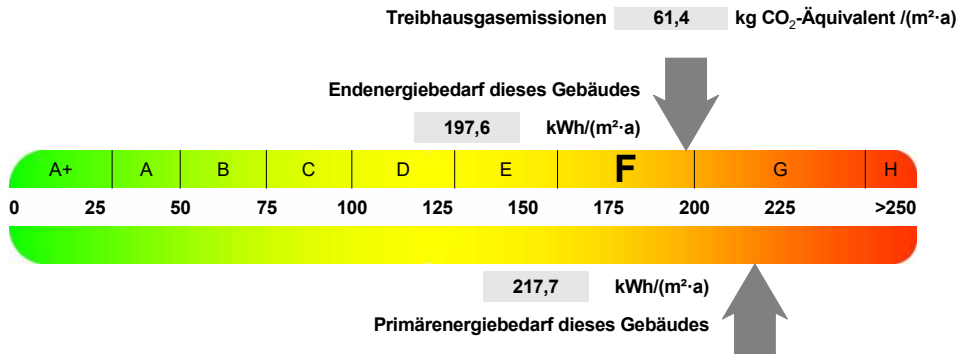 Treibhausgasemissionen 61,4 kg CO₂-Äquivalent /(m²·a)
Endenergiebedarf dieses Gebäudes
197,6 kWh/(m²·a)
A+ A B C D E F G H
0 25 50 75 100 125 150 175 200 225 >250
217,7 kWh/(m²·a)
Primärenergiebedarf dieses Gebäudes